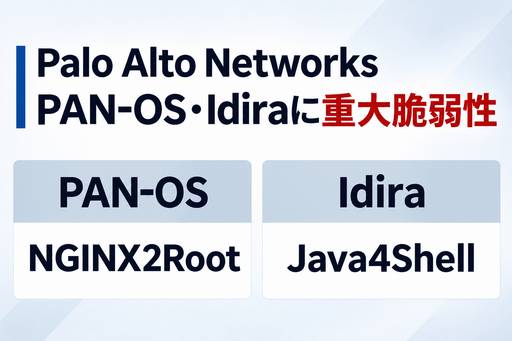 Palo Alto Networks
PAN-OS・Idiraに重大脆弱性
PAN-OS
Idira
NGINX2Root
Java4Shell